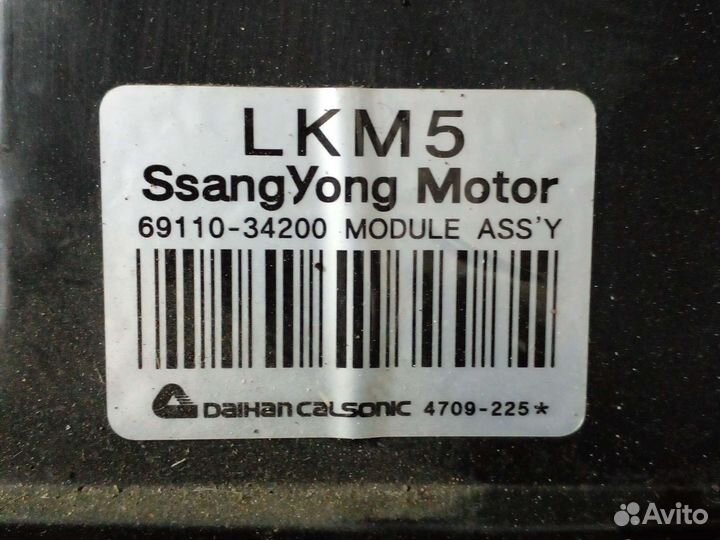 LKM5
SsangYong Motor
69110-34200 MODULE ASS'Y
DAIHAN CALSONIC 4709-225*
Avito